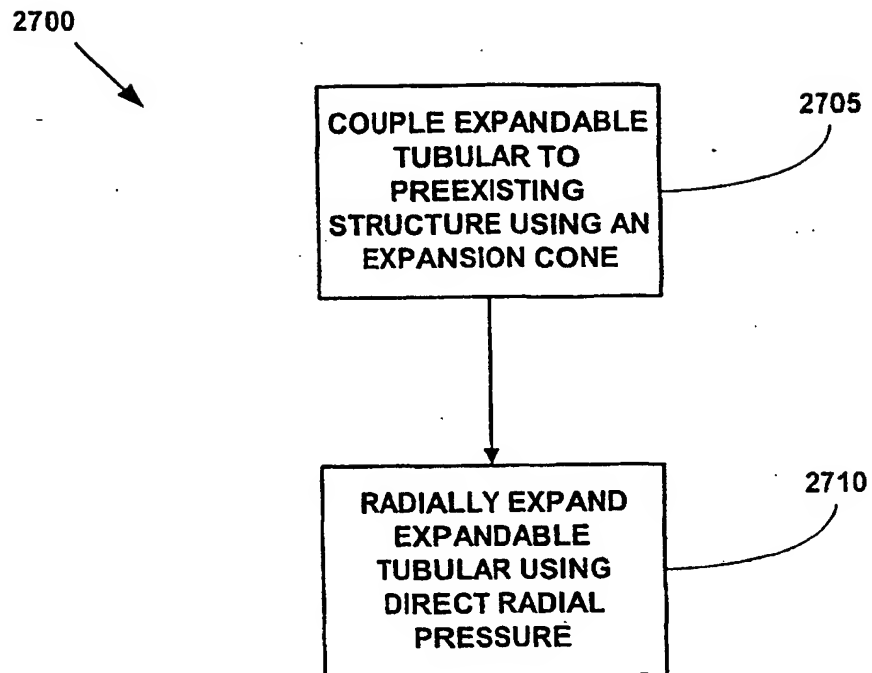 2700
COUPLE EXPANDABLE
TUBULAR TO
PREEXISTING
STRUCTURE USING AN
EXPANSION CONE
2705
RADIALLY EXPAND
EXPANDABLE
TUBULAR USING
DIRECT RADIAL
PRESSURE
2710